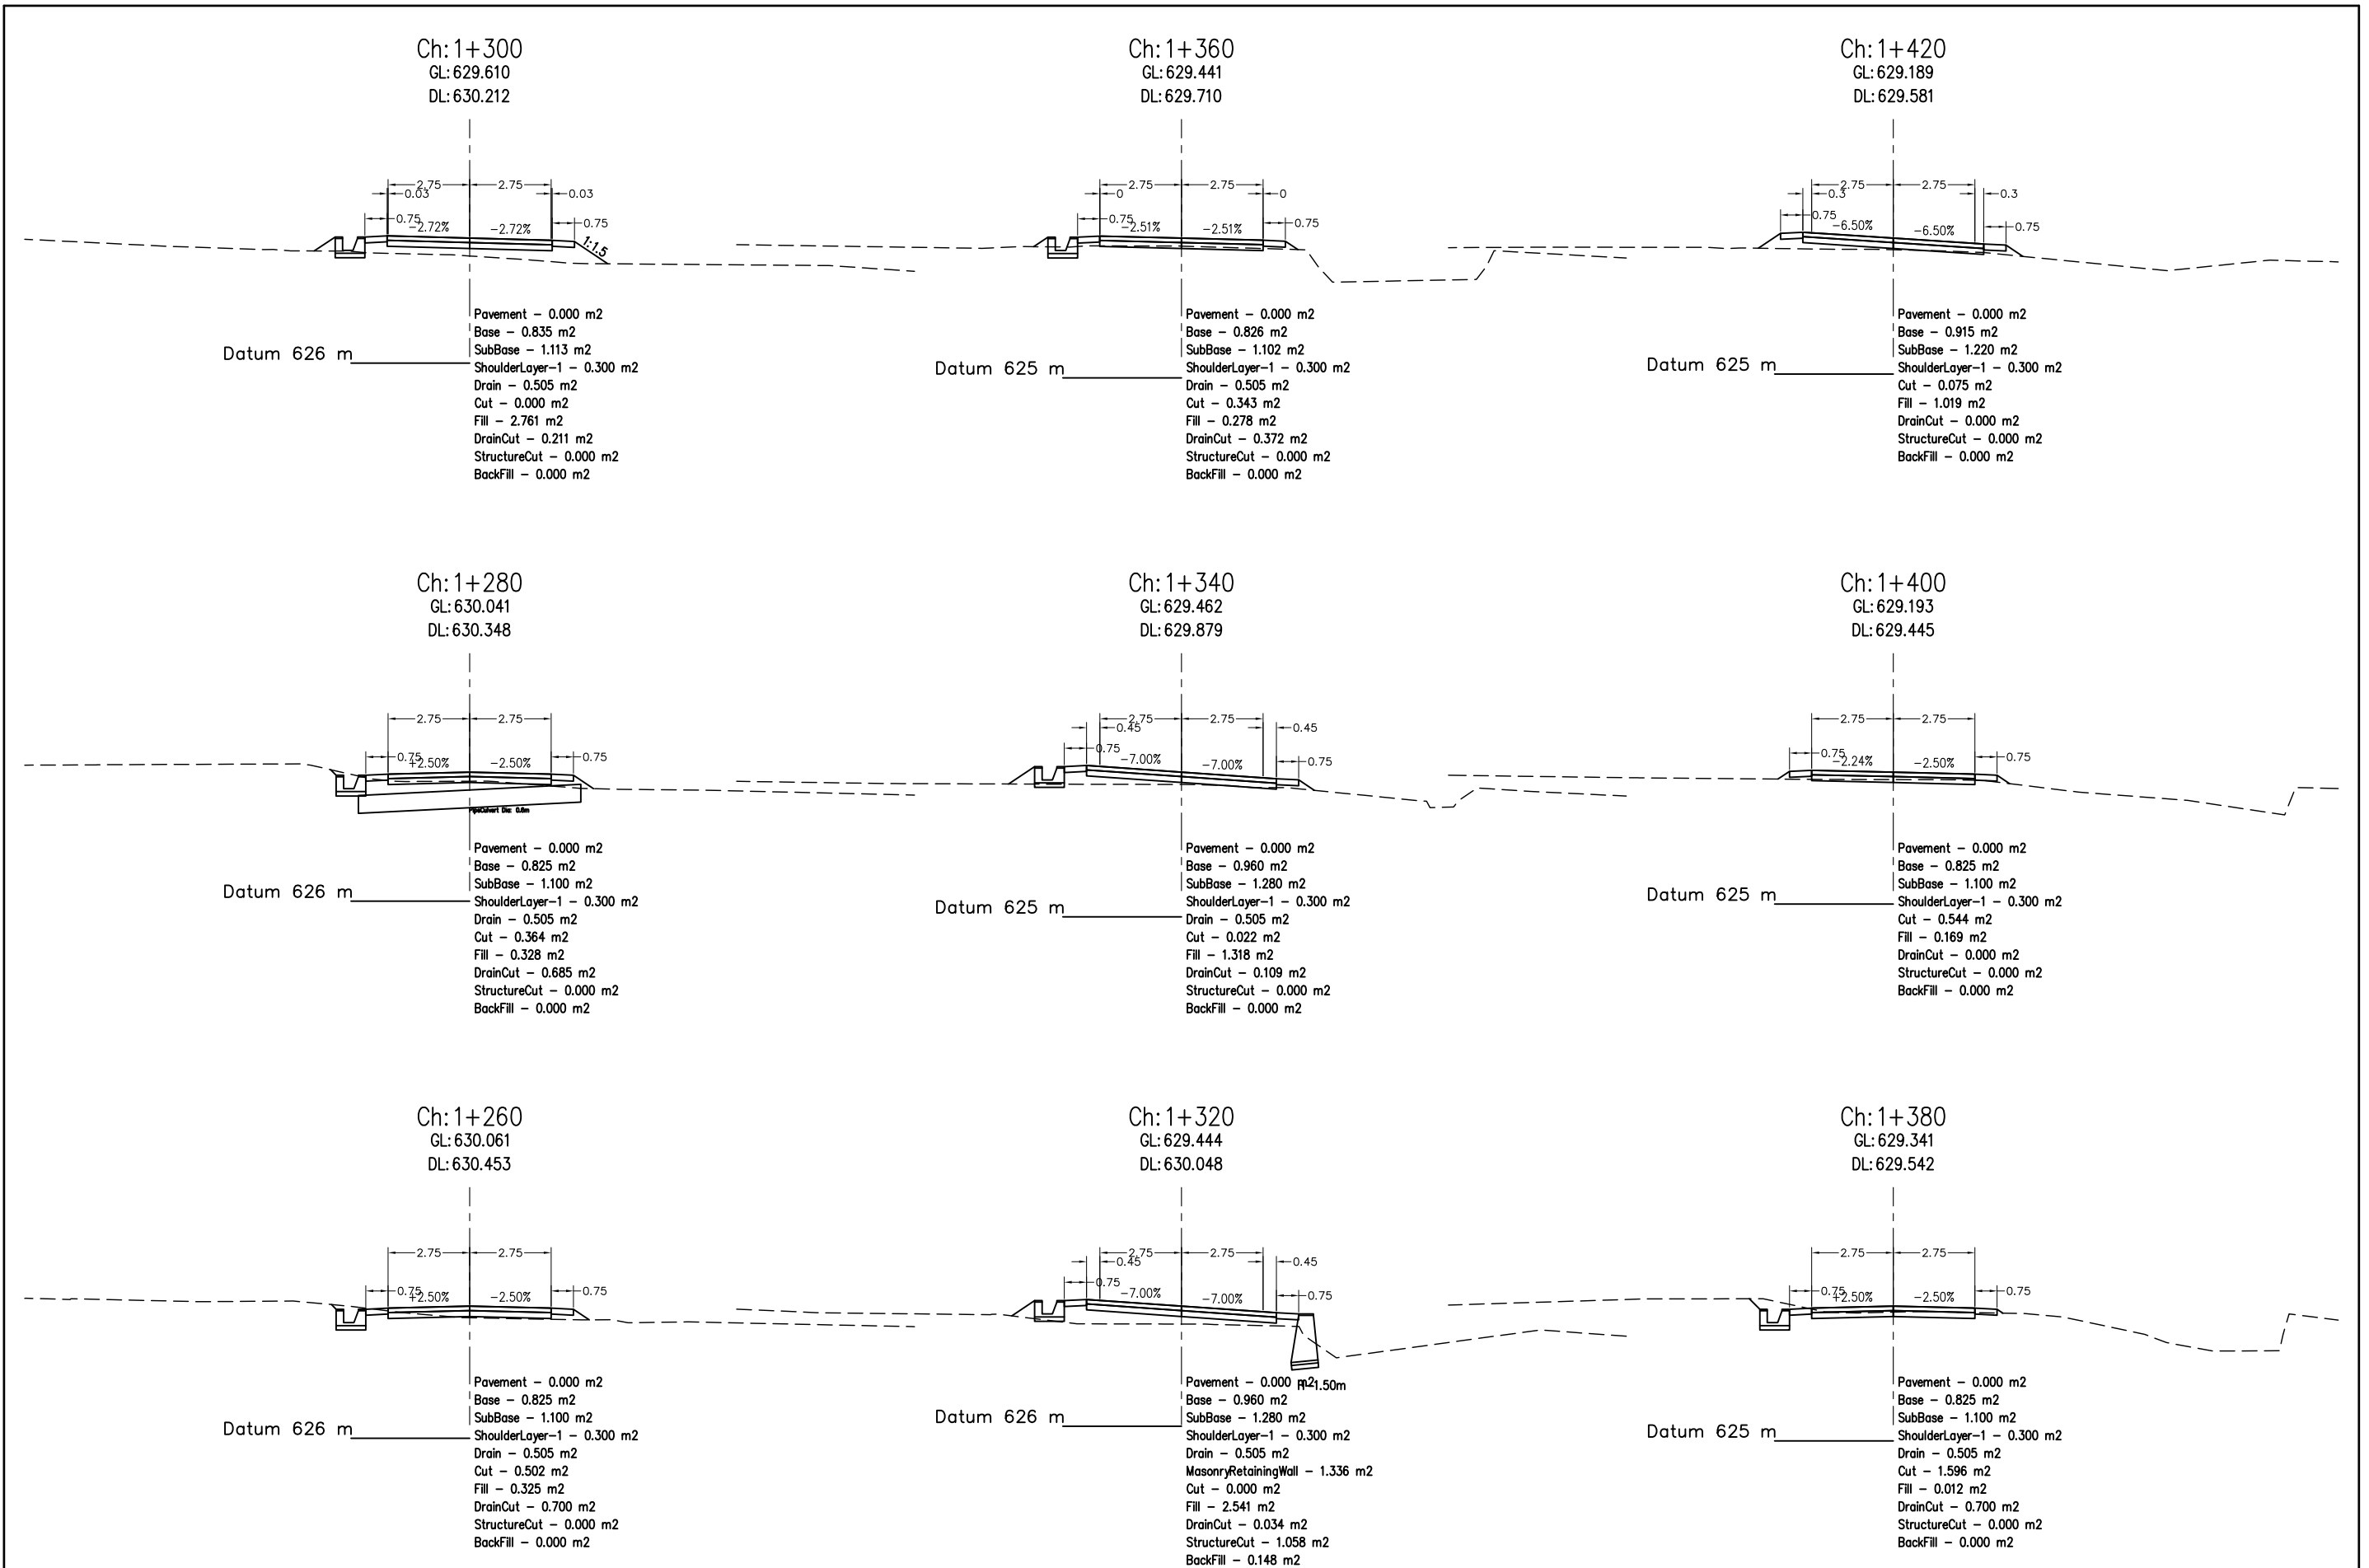 Ch:1+300
GL:629.610
DL:630.212
2.75
2.75
0.03
0.03
0.75
0.75
-2.72%
-2.72%
1:1.5
Datum 626 m
Pavement - 0.000 m2
Base - 0.835 m2
SubBase - 1.113 m2
ShoulderLayer-1 - 0.300 m2
Drain - 0.505 m2
Cut - 0.000 m2
Fill - 2.761 m2
DrainCut - 0.211 m2
StructureCut - 0.000 m2
BackFill - 0.000 m2
Ch:1+360
GL:629.441
DL:629.710
2.75
2.75
0
0
0.75
0.75
-2.51%
-2.51%
Datum 625 m
Pavement - 0.000 m2
Base - 0.826 m2
SubBase - 1.102 m2
ShoulderLayer-1 - 0.300 m2
Drain - 0.505 m2
Cut - 0.343 m2
Fill - 0.278 m2
DrainCut - 0.372 m2
StructureCut - 0.000 m2
BackFill - 0.000 m2
Ch:1+420
GL:629.189
DL:629.581
2.75
2.75
0.3
0.3
0.75
0.75
-6.50%
-6.50%
Datum 625 m
Pavement - 0.000 m2
Base - 0.915 m2
SubBase - 1.220 m2
ShoulderLayer-1 - 0.300 m2
Cut - 0.075 m2
Fill - 1.019 m2
DrainCut - 0.000 m2
StructureCut - 0.000 m2
BackFill - 0.000 m2
Ch:1+280
GL:630.041
DL:630.348
2.75
2.75
0.75
0.75
+2.50%
-2.50%
PipeCulvert Dia: 0.6m
Datum 626 m
Pavement - 0.000 m2
Base - 0.825 m2
SubBase - 1.100 m2
ShoulderLayer-1 - 0.300 m2
Drain - 0.505 m2
Cut - 0.364 m2
Fill - 0.328 m2
DrainCut - 0.685 m2
StructureCut - 0.000 m2
BackFill - 0.000 m2
Ch:1+340
GL:629.462
DL:629.879
2.75
2.75
0.45
0.45
0.75
0.75
-7.00%
-7.00%
Datum 625 m
Pavement - 0.000 m2
Base - 0.960 m2
SubBase - 1.280 m2
ShoulderLayer-1 - 0.300 m2
Drain - 0.505 m2
Cut - 0.022 m2
Fill - 1.318 m2
DrainCut - 0.109 m2
StructureCut - 0.000 m2
BackFill - 0.000 m2
Ch:1+400
GL:629.193
DL:629.445
2.75
2.75
0.75
0.75
-2.24%
-2.50%
Datum 625 m
Pavement - 0.000 m2
Base - 0.825 m2
SubBase - 1.100 m2
ShoulderLayer-1 - 0.300 m2
Cut - 0.544 m2
Fill - 0.169 m2
DrainCut - 0.000 m2
StructureCut - 0.000 m2
BackFill - 0.000 m2
Ch:1+260
GL:630.061
DL:630.453
2.75
2.75
0.75
0.75
+2.50%
-2.50%
Datum 626 m
Pavement - 0.000 m2
Base - 0.825 m2
SubBase - 1.100 m2
ShoulderLayer-1 - 0.300 m2
Drain - 0.505 m2
Cut - 0.502 m2
Fill - 0.325 m2
DrainCut - 0.700 m2
StructureCut - 0.000 m2
BackFill - 0.000 m2
Ch:1+320
GL:629.444
DL:630.048
2.75
2.75
0.45
0.45
0.75
0.75
-7.00%
-7.00%
1.50m
Datum 626 m
Pavement - 0.000 m2
Base - 0.960 m2
SubBase - 1.280 m2
ShoulderLayer-1 - 0.300 m2
Drain - 0.505 m2
MasonryRetainingWall - 1.336 m2
Cut - 0.000 m2
Fill - 2.541 m2
DrainCut - 0.034 m2
StructureCut - 1.058 m2
BackFill - 0.148 m2
Ch:1+380
GL:629.341
DL:629.542
2.75
2.75
0.75
0.75
+2.50%
-2.50%
Datum 625 m
Pavement - 0.000 m2
Base - 0.825 m2
SubBase - 1.100 m2
ShoulderLayer-1 - 0.300 m2
Drain - 0.505 m2
Cut - 1.596 m2
Fill - 0.012 m2
DrainCut - 0.700 m2
StructureCut - 0.000 m2
BackFill - 0.000 m2